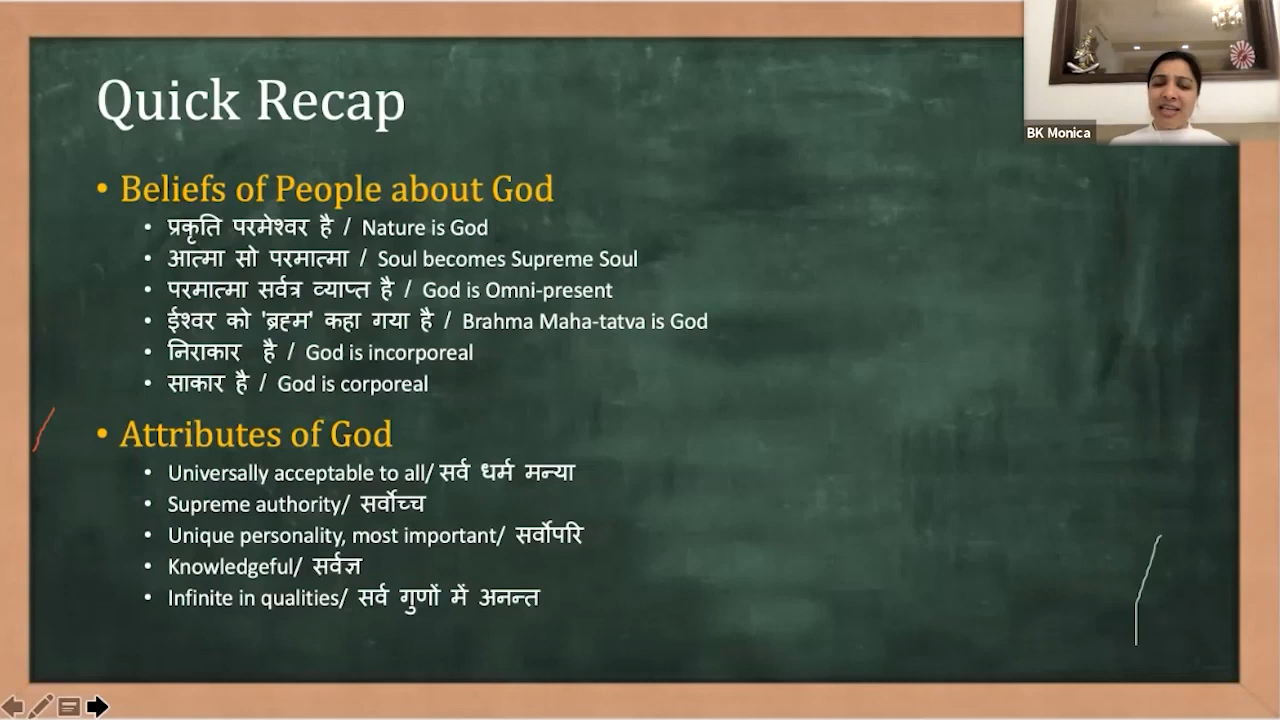 Quick Recap
BK Monica
• Beliefs of People about God
• प्रकृति परमेश्वर है / Nature is God
• आत्मा सो परमात्मा / Soul becomes Supreme Soul
• परमात्मा सर्वत्र व्याप्त है / God is Omni-present
• ईश्वर को 'ब्रह्म' कहा गया है / Brahma Maha-tatva is God
• निराकार है / God is incorporeal
• साकार है / God is corporeal
• Attributes of God
• Universally acceptable to all/ सर्व धर्म मन्या
• Supreme authority/ सर्वोच्च
• Unique personality, most important/ सर्वोपरि
• Knowledgeful/ सर्वज्ञ
• Infinite in qualities/ सर्व गुणों में अनन्त